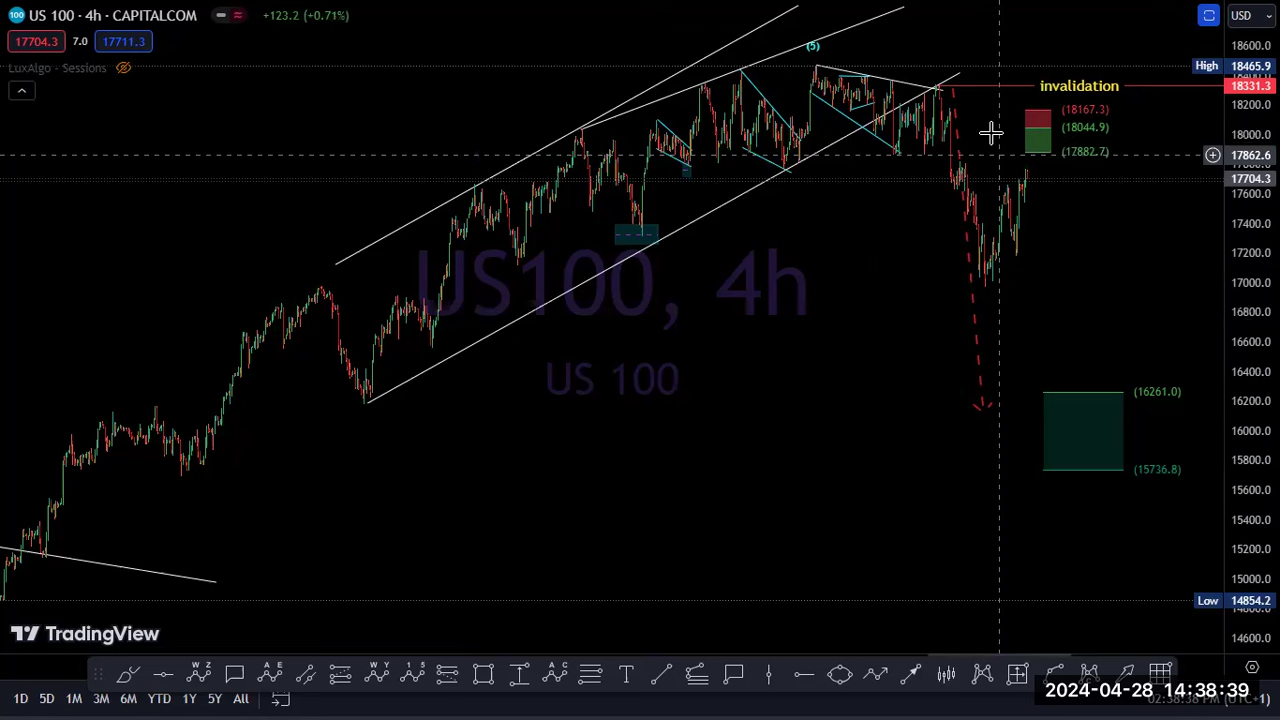 100 US 100 · 4h · CAPITALCOM +123.2 (+0.71%)
17704.3 7.0 17711.3
LuxAlgo - Sessions
USD
18600.0
High 18465.9
18331.3
18200.0
18000.0
17862.6
17704.3
17600.0
17400.0
17200.0
17000.0
16800.0
16600.0
16400.0
16200.0
16000.0
15800.0
15600.0
15400.0
15200.0
15000.0
Low 14854.2
14600.0
(5)
invalidation
(18167.3)
(18044.9)
(17882.7)
US100, 4h
US 100
(16261.0)
(15736.8)
TradingView
W Z
A E
W Y
1 5
A C
1D 5D 1M 3M 6M YTD 1Y 5Y All
2024-04-28 14:38:39